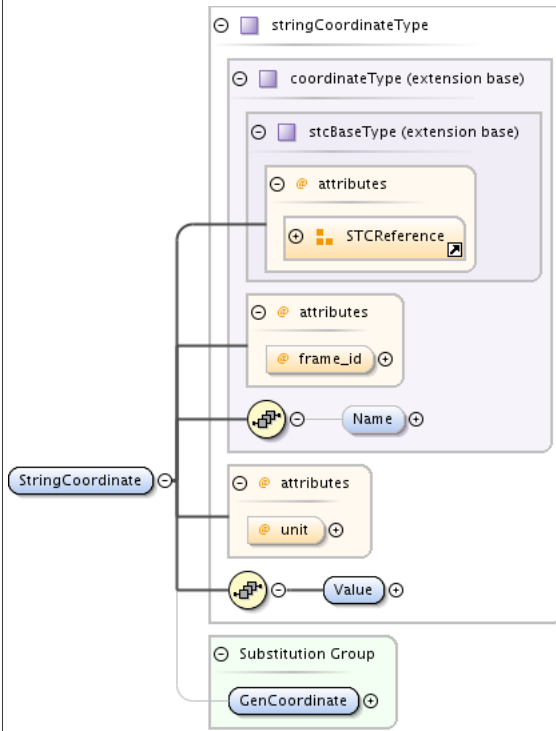 stringCoordinateType
coordinateType (extension base)
stcBaseType (extension base)
@ attributes
STCReference
@ attributes
@ frame_id
Name
StringCoordinate
@ attributes
@ unit
Value
Substitution Group
GenCoordinate